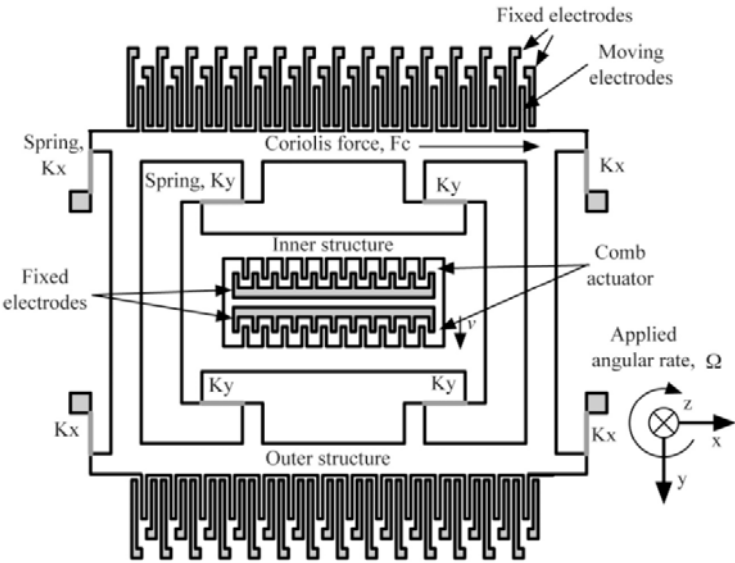 Fixed electrodes
Moving
electrodes
Spring,
Kx
Coriolis force, Fc
Kx
Spring, Ky
Ky
Inner structure
Comb
actuator
Fixed
electrodes
v
Applied
angular rate, Ω
Ky
Ky
z
x
y
Kx
Kx
Outer structure